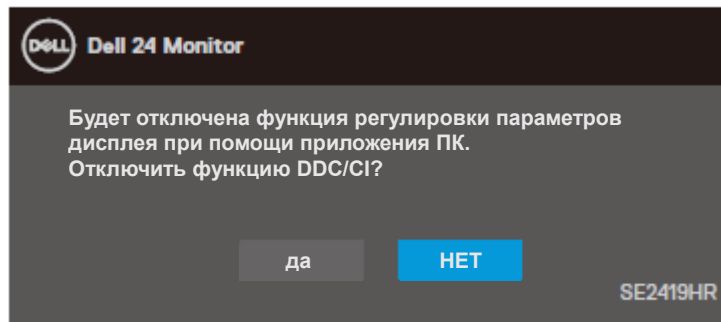 DELL Dell 24 Monitor
Будет отключена функция регулировки параметров
дисплея при помощи приложения ПК.
Отключить функцию DDC/CI?
да НЕТ
SE2419HR